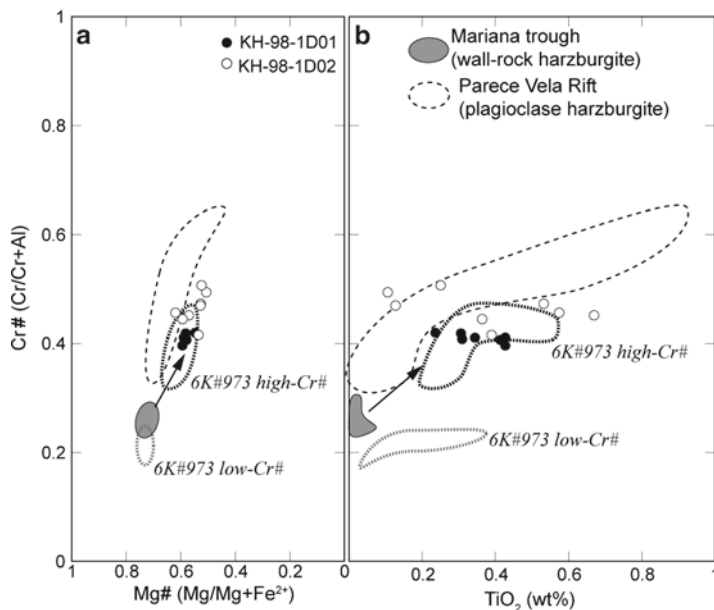 a
KH-98-1D01
KH-98-1D02
b
Mariana trough
(wall-rock harzburgite)
Parece Vela Rift
(plagioclase harzburgite)
Cr# (Cr/Cr+Al)
1
0.8
0.6
0.4
0.2
0
6K#973 high-Cr#
6K#973 low-Cr#
6K#973 high-Cr#
6K#973 low-Cr#
1 0.8 0.6 0.4 0.2 0
0.2 0.4 0.6 0.8 1
Mg# (Mg/Mg+Fe²⁺)
TiO₂ (wt%)